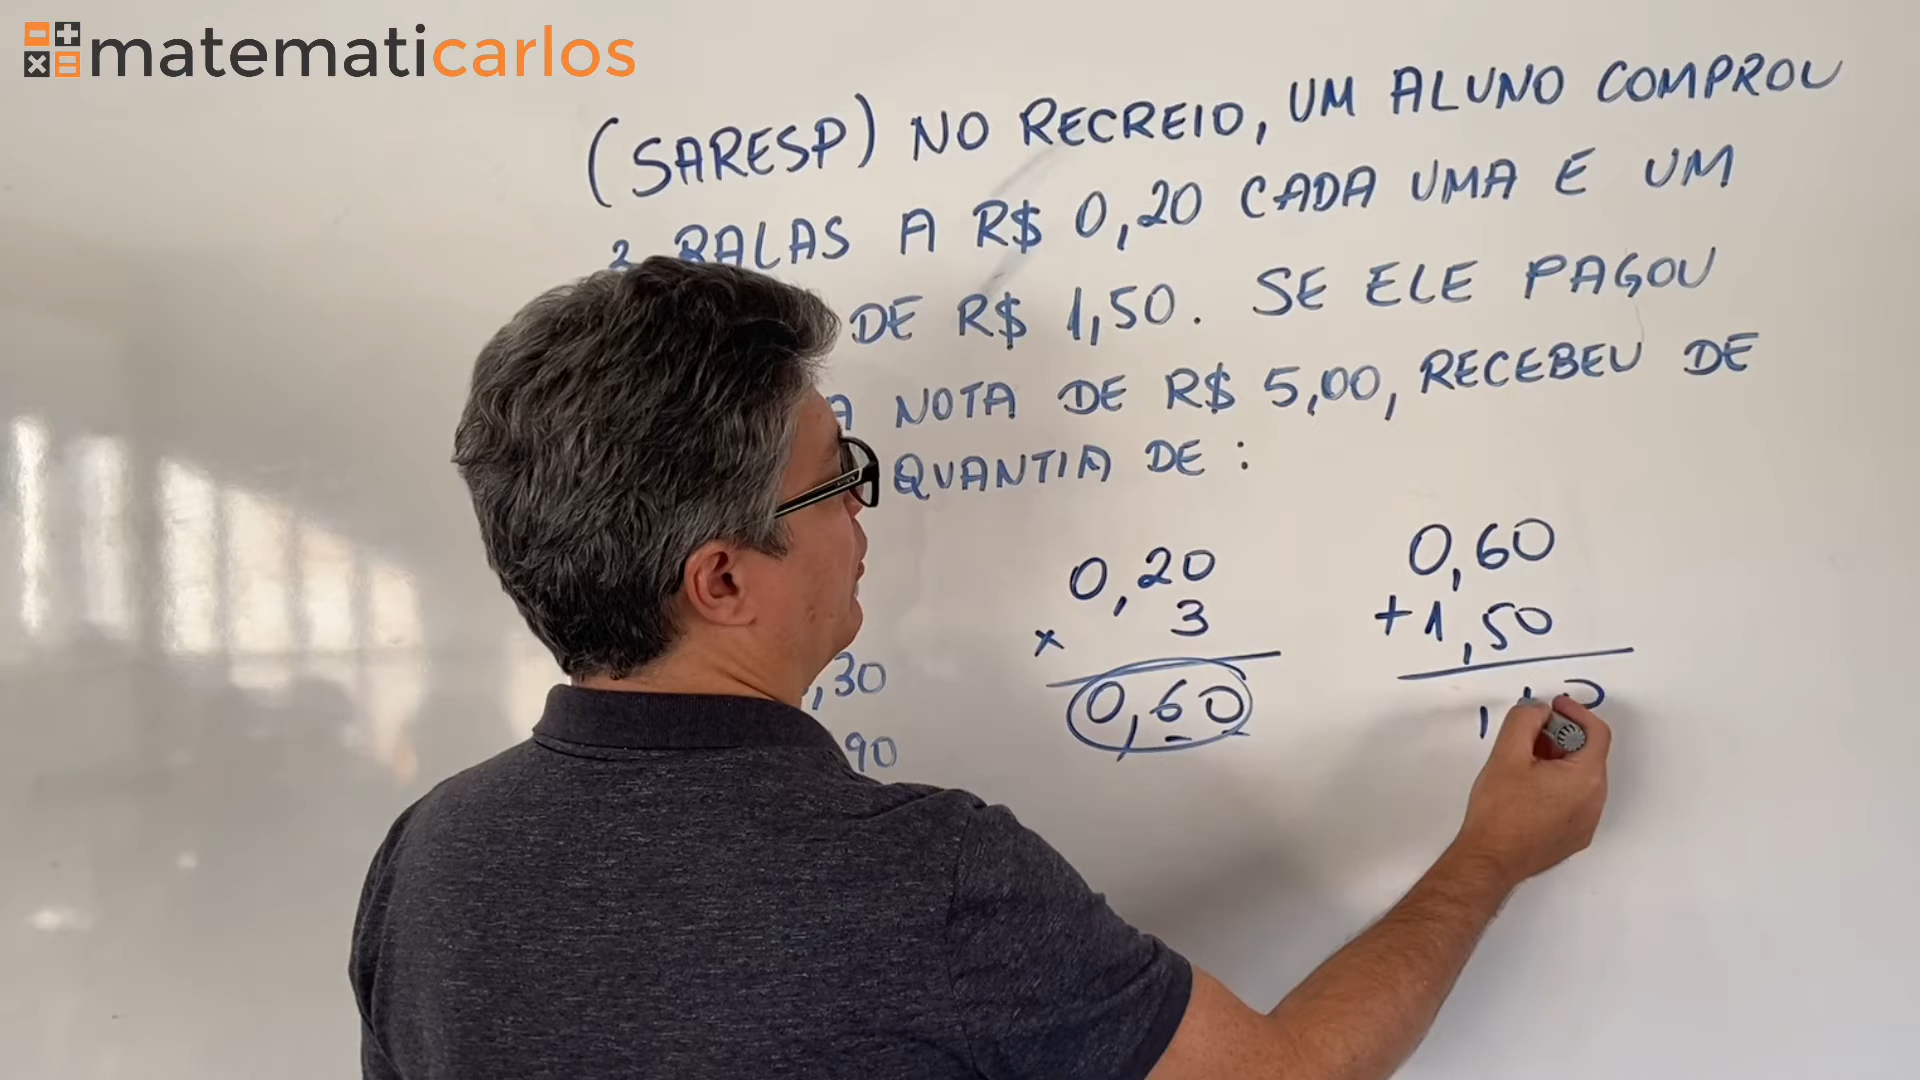 matematicarlos
(SARESP) NO RECREIO, UM ALUNO COMPROU
3 BALAS A R$ 0,20 CADA UMA E UM
DE R$ 1,50. SE ELE PAGOU
A NOTA DE R$ 5,00, RECEBEU DE
QUANTIA DE :
0,20
x 3
0,60
0,60
+1,50
,30
90